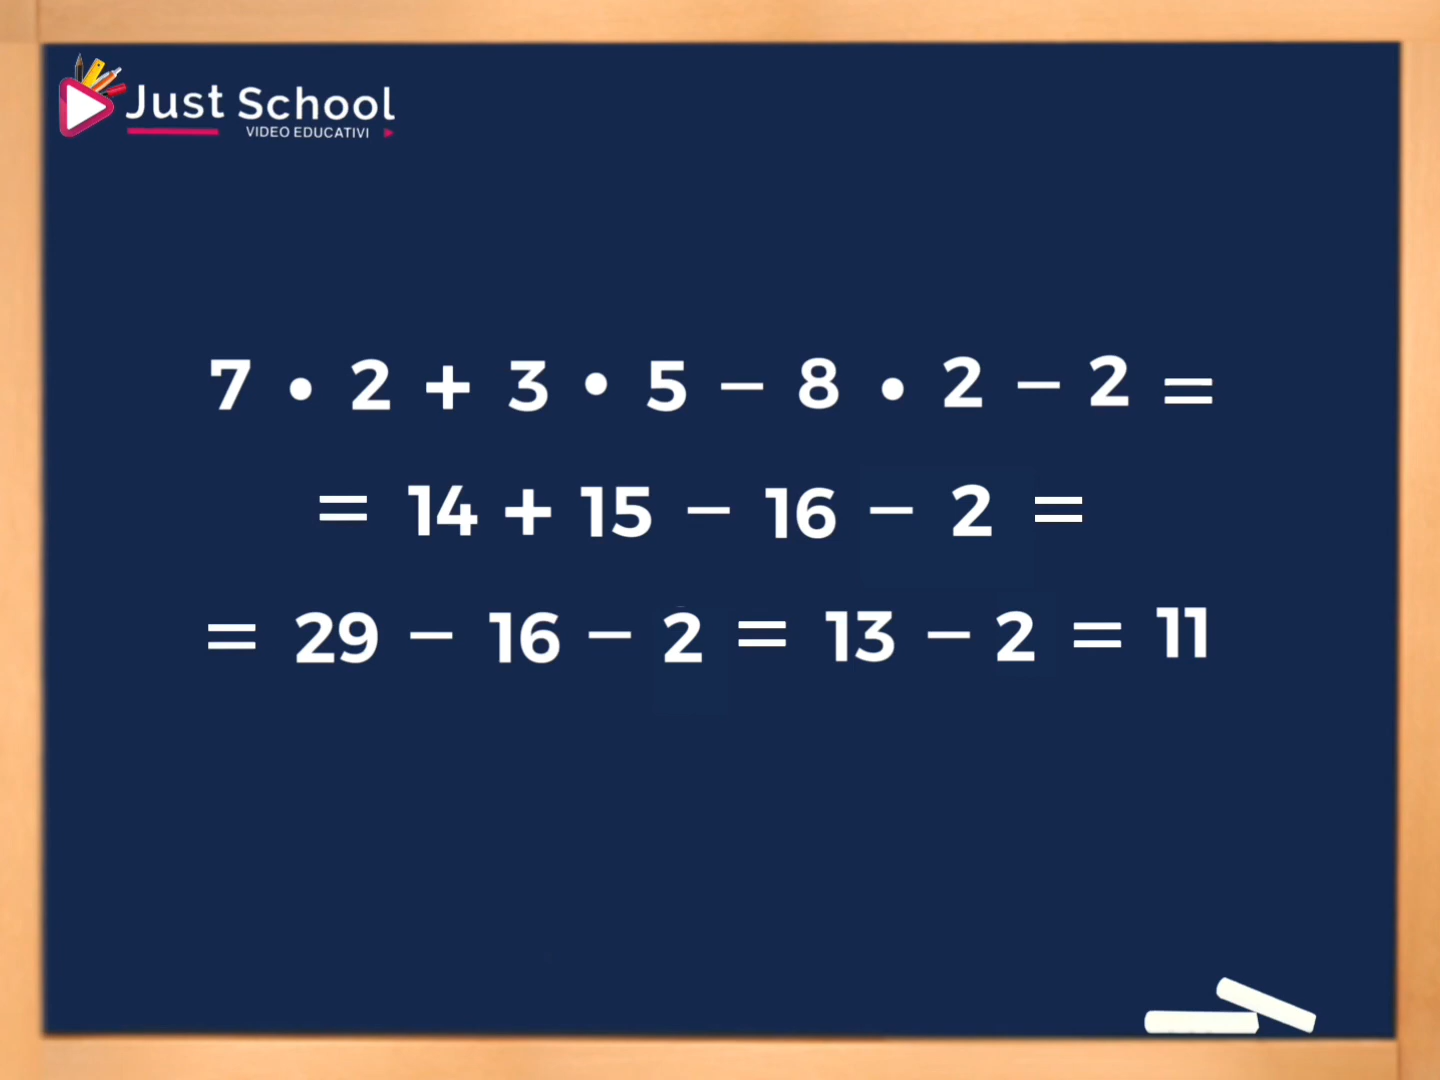 Just School
VIDEO EDUCATIVI
7 • 2 + 3 • 5 – 8 • 2 – 2 =
= 14 + 15 – 16 – 2 =
= 29 – 16 – 2 = 13 – 2 = 11